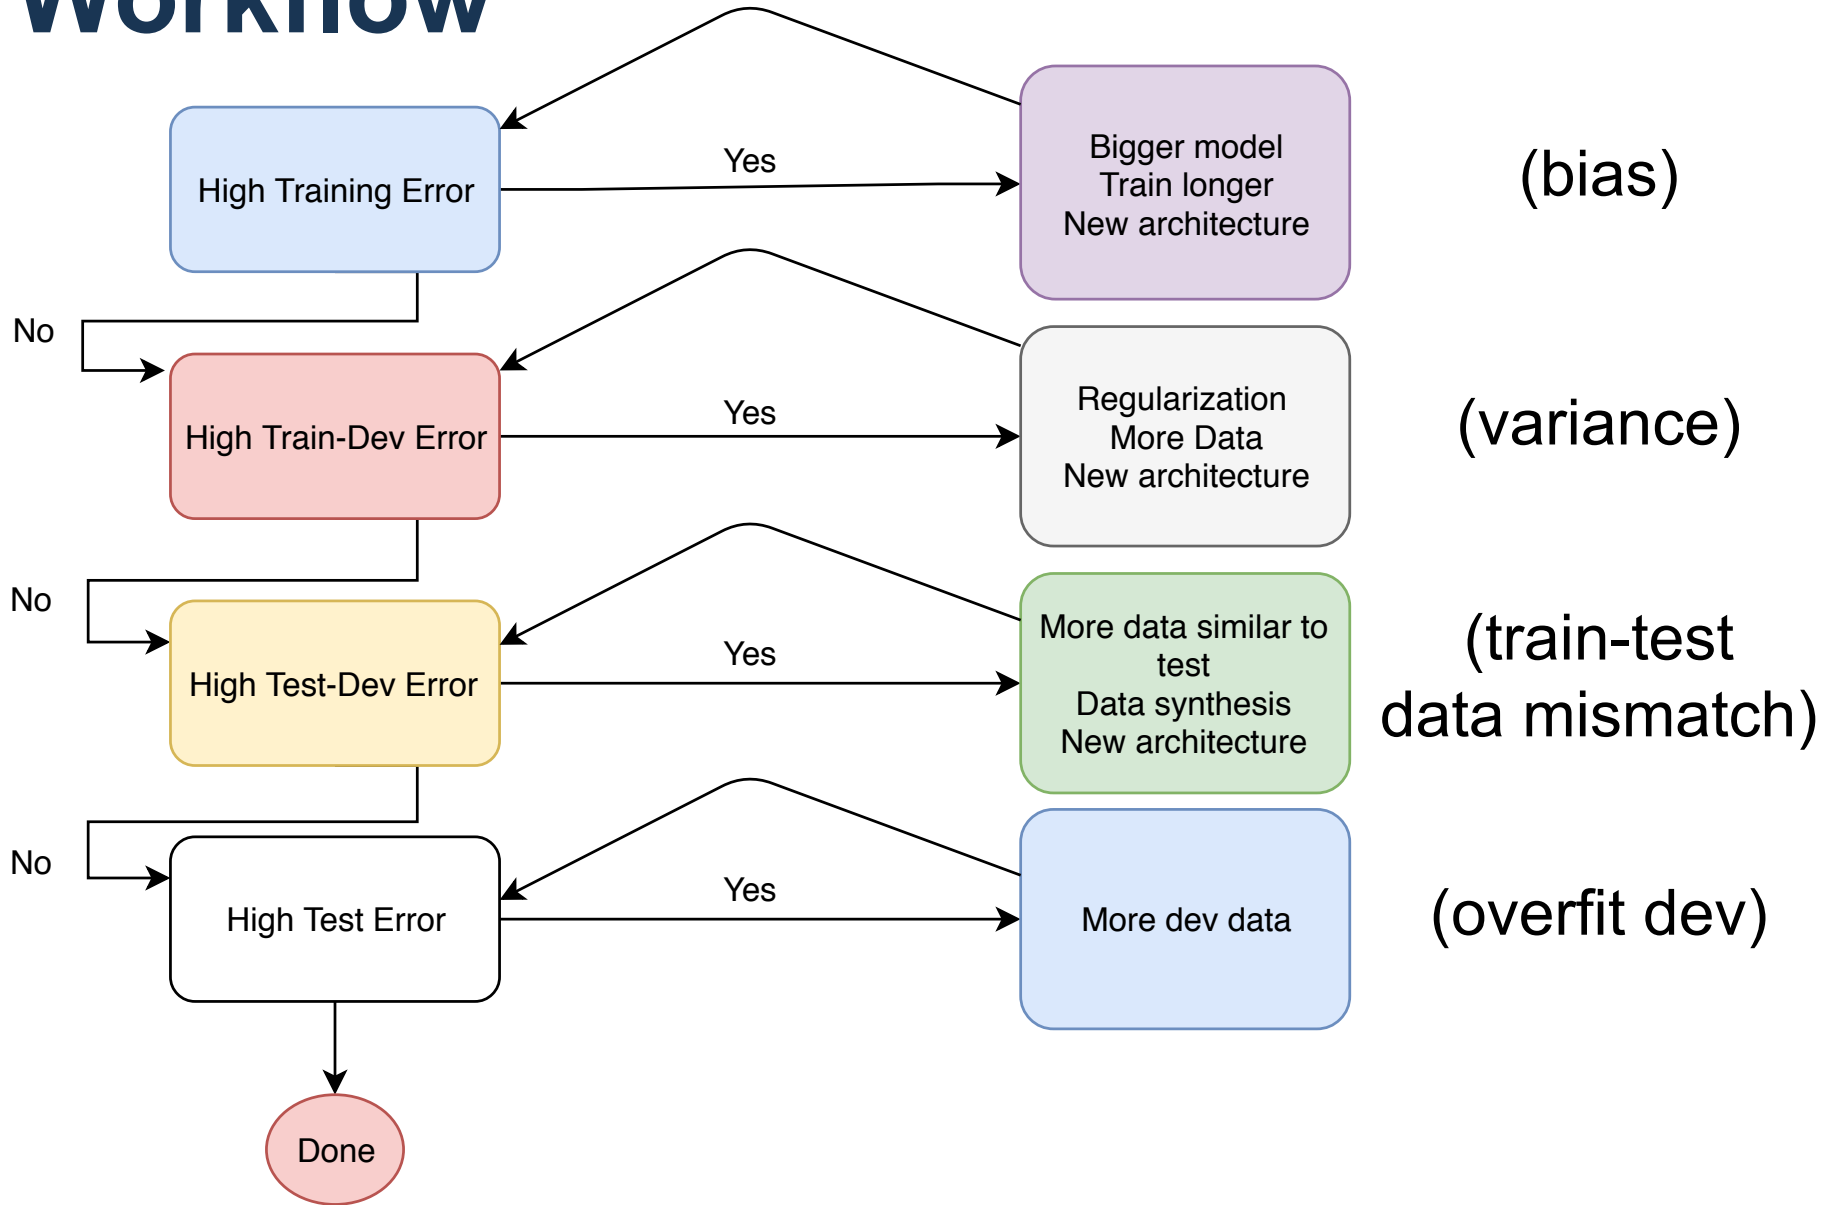 Workflow
High Training Error
Yes
Bigger model
Train longer
New architecture
(bias)
No
High Train-Dev Error
Yes
Regularization
More Data
New architecture
(variance)
No
High Test-Dev Error
Yes
More data similar to
test
Data synthesis
New architecture
(train-test
data mismatch)
No
High Test Error
Yes
More dev data
(overfit dev)
Done